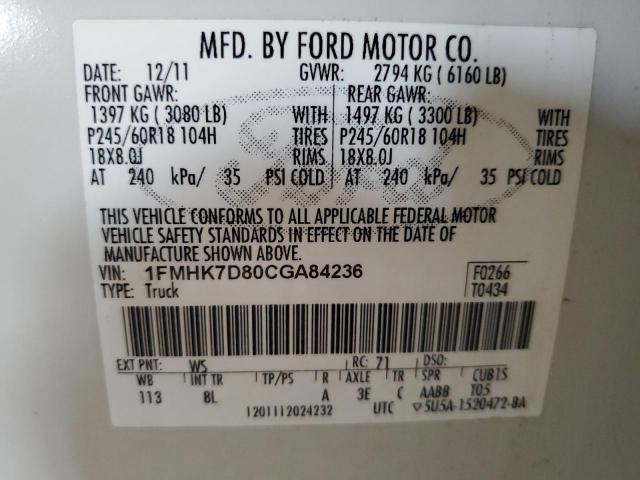 MFD. BY FORD MOTOR CO.
DATE: 12/11 GVWR: 2794 KG ( 6160 LB)
FRONT GAWR: REAR GAWR:
1397 KG ( 3080 LB) WITH 1497 KG ( 3300 LB) WITH
P245/60R18 104H TIRES P245/60R18 104H TIRES
18X8.0J RIMS 18X8.0J RIMS
AT 240 kPa/ 35 PSI COLD AT 240 kPa/ 35 PSI COLD
THIS VEHICLE CONFORMS TO ALL APPLICABLE FEDERAL MOTOR
VEHICLE SAFETY STANDARDS IN EFFECT ON THE DATE OF
MANUFACTURE SHOWN ABOVE.
VIN: 1FMHK7D80CGA84236 F0266
TYPE: Truck T0434
EXT PNT: WS RC: 71 DSO:
WB INT TR TP/PS R AXLE TR SPR CUBIS
113 8L A 3E C AABB T05
1201112024232 UTC ▽5U5A-1520472-BA